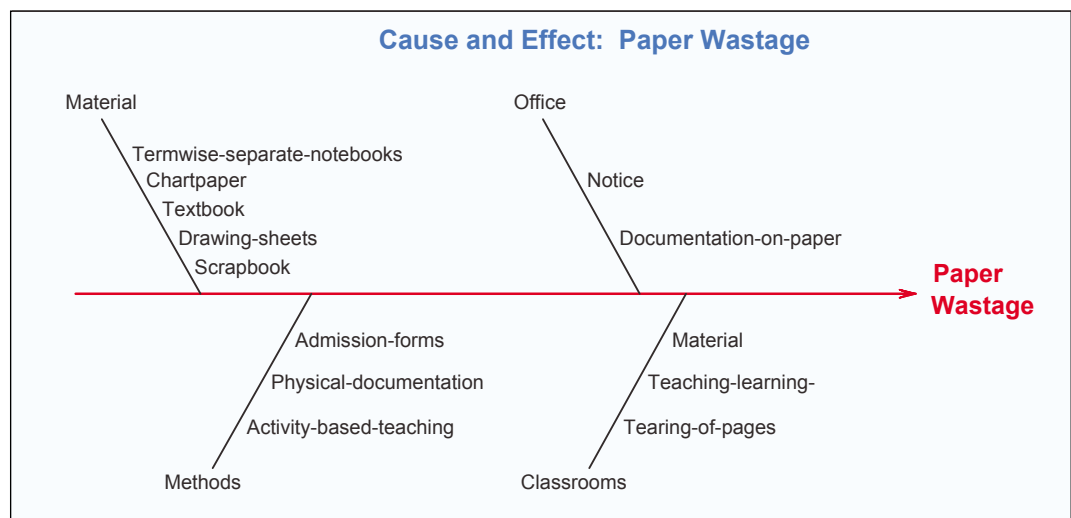 Cause and Effect: Paper Wastage
Material
Termwise-separate-notebooks
Chartpaper
Textbook
Drawing-sheets
Scrapbook
Office
Notice
Documentation-on-paper
Paper
Wastage
Admission-forms
Physical-documentation
Activity-based-teaching
Methods
Material
Teaching-learning-
Tearing-of-pages
Classrooms